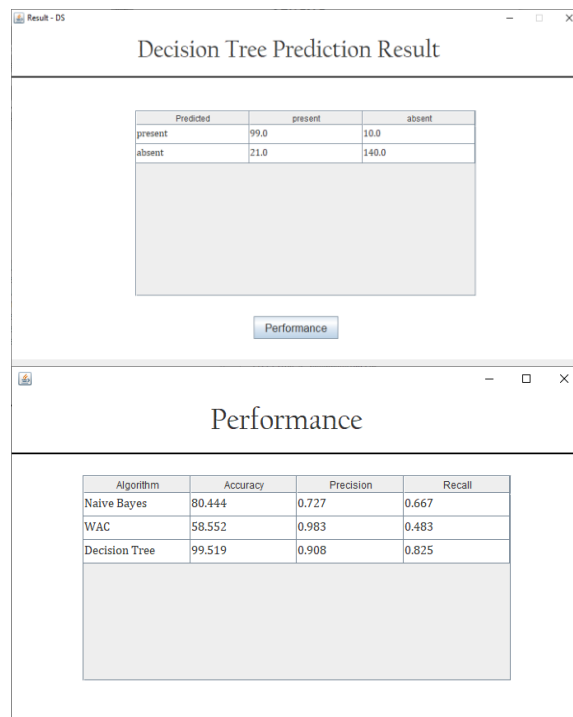 Result - DS
Decision Tree Prediction Result
Predicted present absent
present 99.0 10.0
absent 21.0 140.0
Performance
Performance
Algorithm Accuracy Precision Recall
Naive Bayes 80.444 0.727 0.667
WAC 58.552 0.983 0.483
Decision Tree 99.519 0.908 0.825